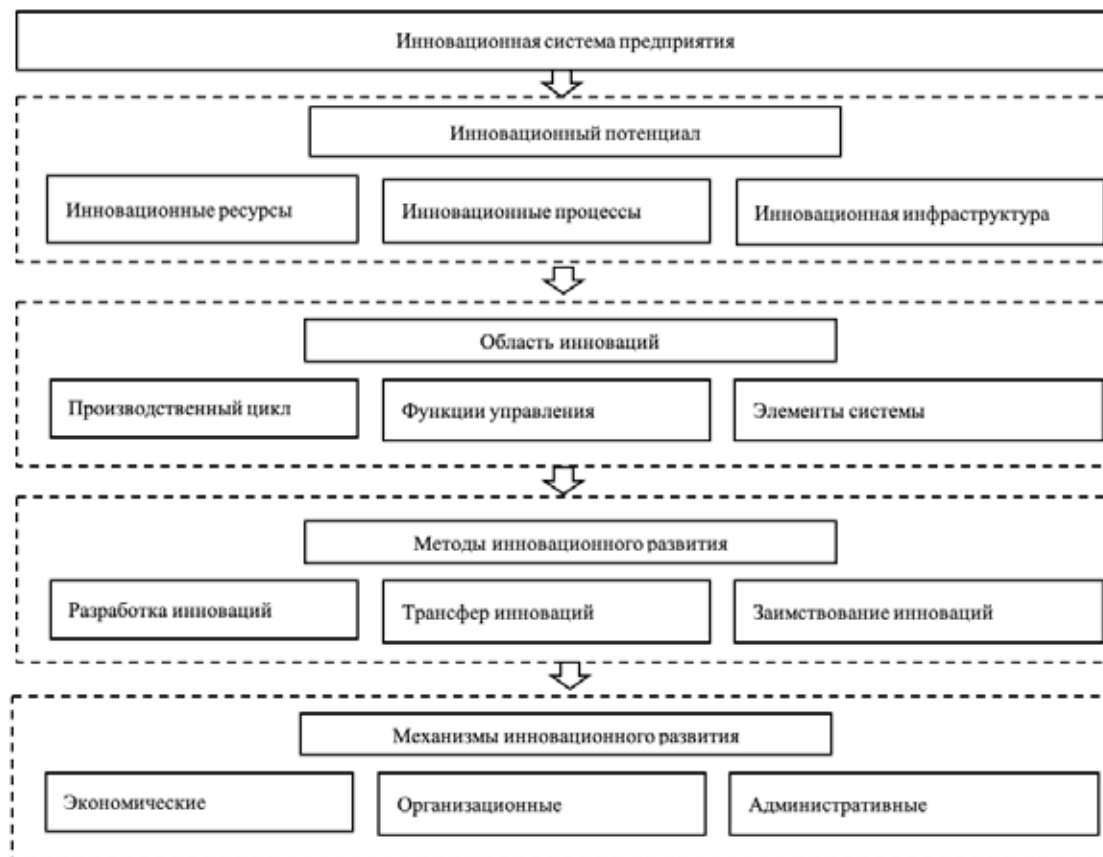 Инновационная система предприятия
Инновационный потенциал
Инновационные ресурсы
Инновационные процессы
Инновационная инфраструктура
Область инноваций
Производственный цикл
Функции управления
Элементы системы
Методы инновационного развития
Разработка инноваций
Трансфер инноваций
Заимствование инноваций
Механизмы инновационного развития
Экономические
Организационные
Административные